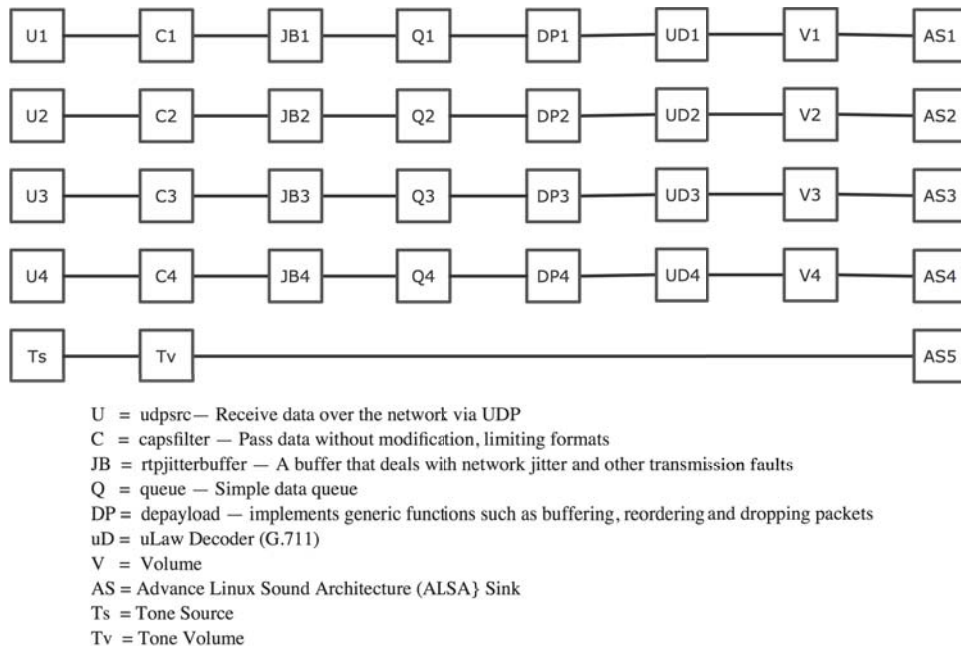 U1 C1 JB1 Q1 DP1 UD1 V1 AS1
U2 C2 JB2 Q2 DP2 UD2 V2 AS2
U3 C3 JB3 Q3 DP3 UD3 V3 AS3
U4 C4 JB4 Q4 DP4 UD4 V4 AS4
Ts Tv AS5
U = udpsrc— Receive data over the network via UDP
C = capsfilter — Pass data without modification, limiting formats
JB = rtpjitterbuffer — A buffer that deals with network jitter and other transmission faults
Q = queue — Simple data queue
DP = depayload — implements generic functions such as buffering, reordering and dropping packets
uD = uLaw Decoder (G.711)
V = Volume
AS = Advance Linux Sound Architecture (ALSA} Sink
Ts = Tone Source
Tv = Tone Volume